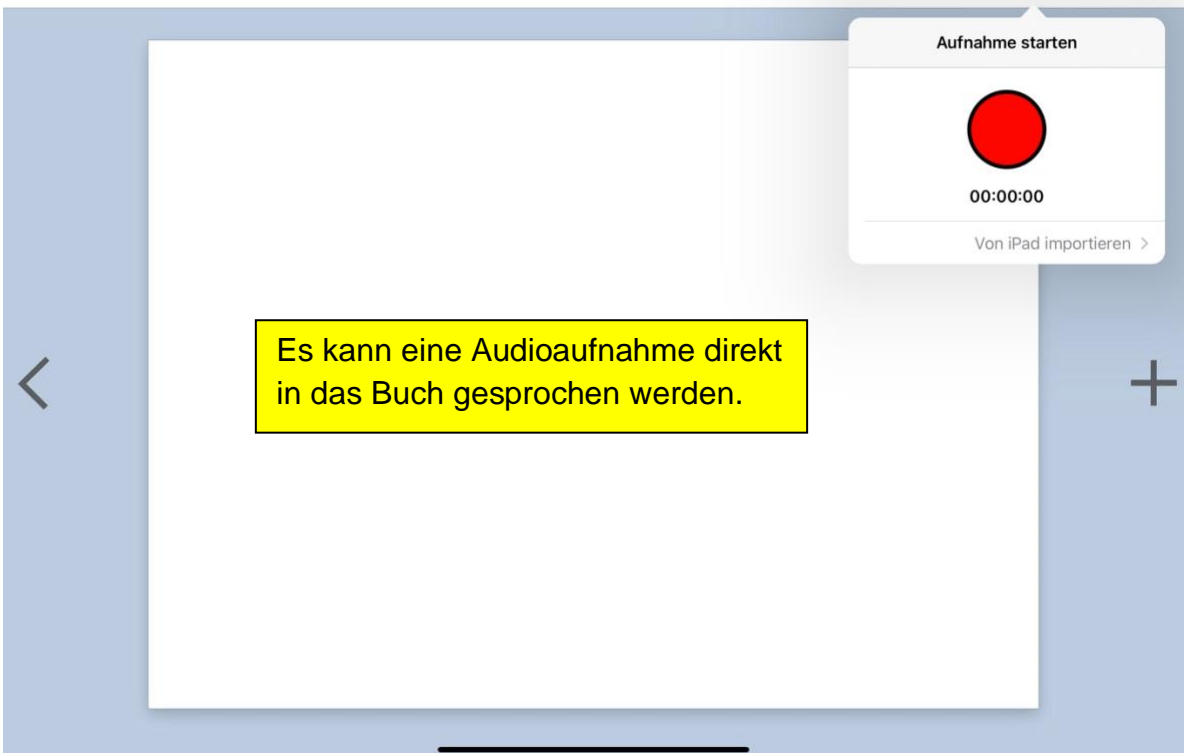 Aufnahme starten
00:00:00
Von iPad importieren >
Es kann eine Audioaufnahme direkt
in das Buch gesprochen werden.